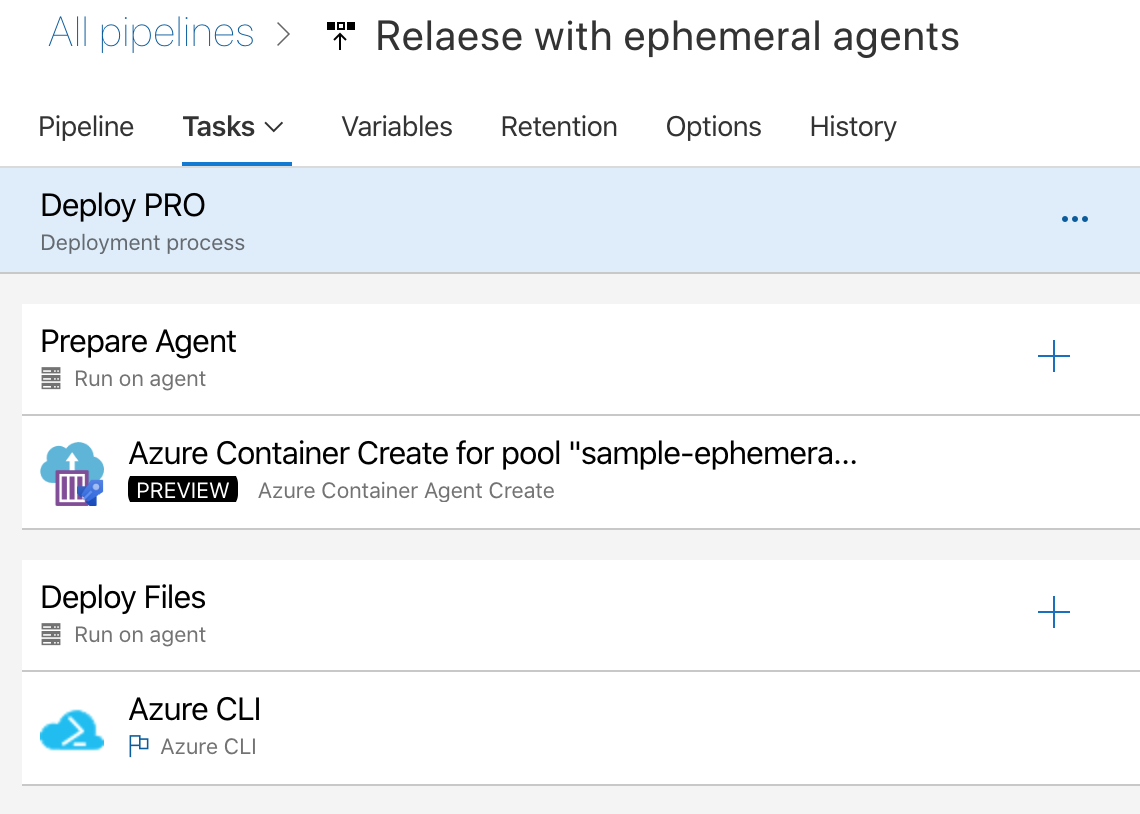 All pipelines > Relaese with ephemeral agents
Pipeline Tasks Variables Retention Options History
Deploy PRO
Deployment process
Prepare Agent
Run on agent
Azure Container Create for pool "sample-ephemera...
PREVIEW Azure Container Agent Create
Deploy Files
Run on agent
Azure CLI
Azure CLI